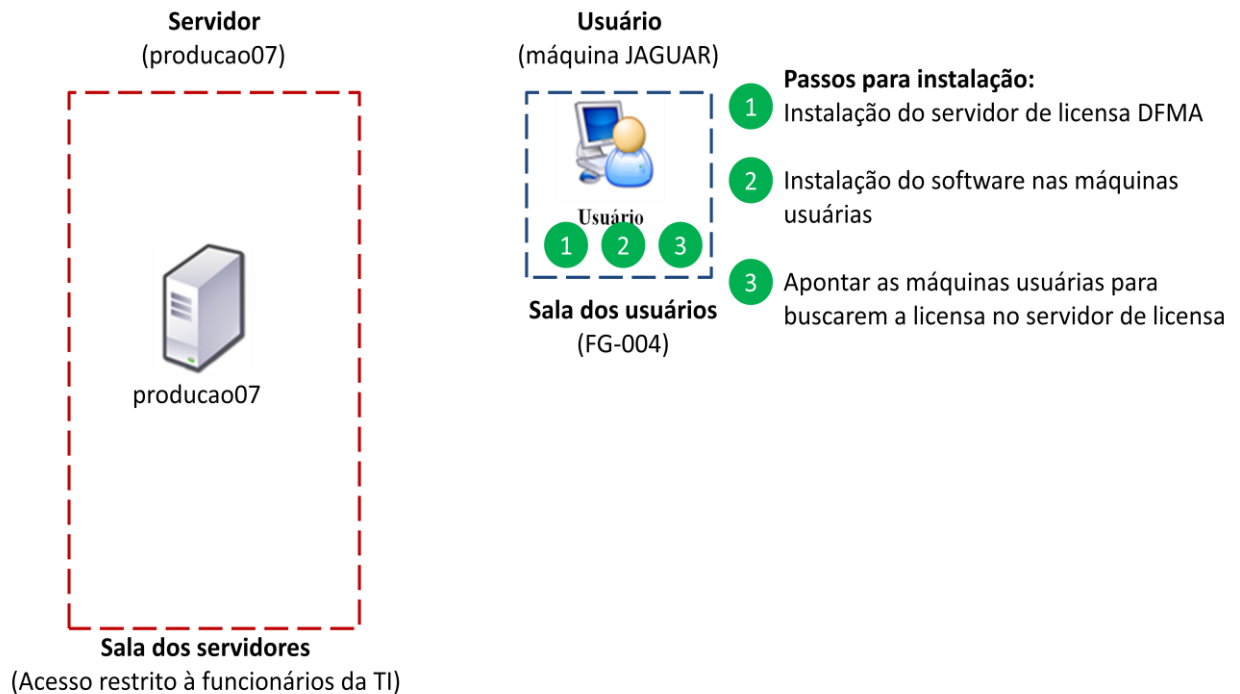 Servidor
(producao07)
producao07
Sala dos servidores
(Acesso restrito à funcionários da TI)
Usuário
(máquina JAGUAR)
Usuário
1 2 3
Sala dos usuários
(FG-004)
Passos para instalação:
1 Instalação do servidor de licensa DFMA
2 Instalação do software nas máquinas
usuárias
3 Apontar as máquinas usuárias para
buscarem a licensa no servidor de licensa